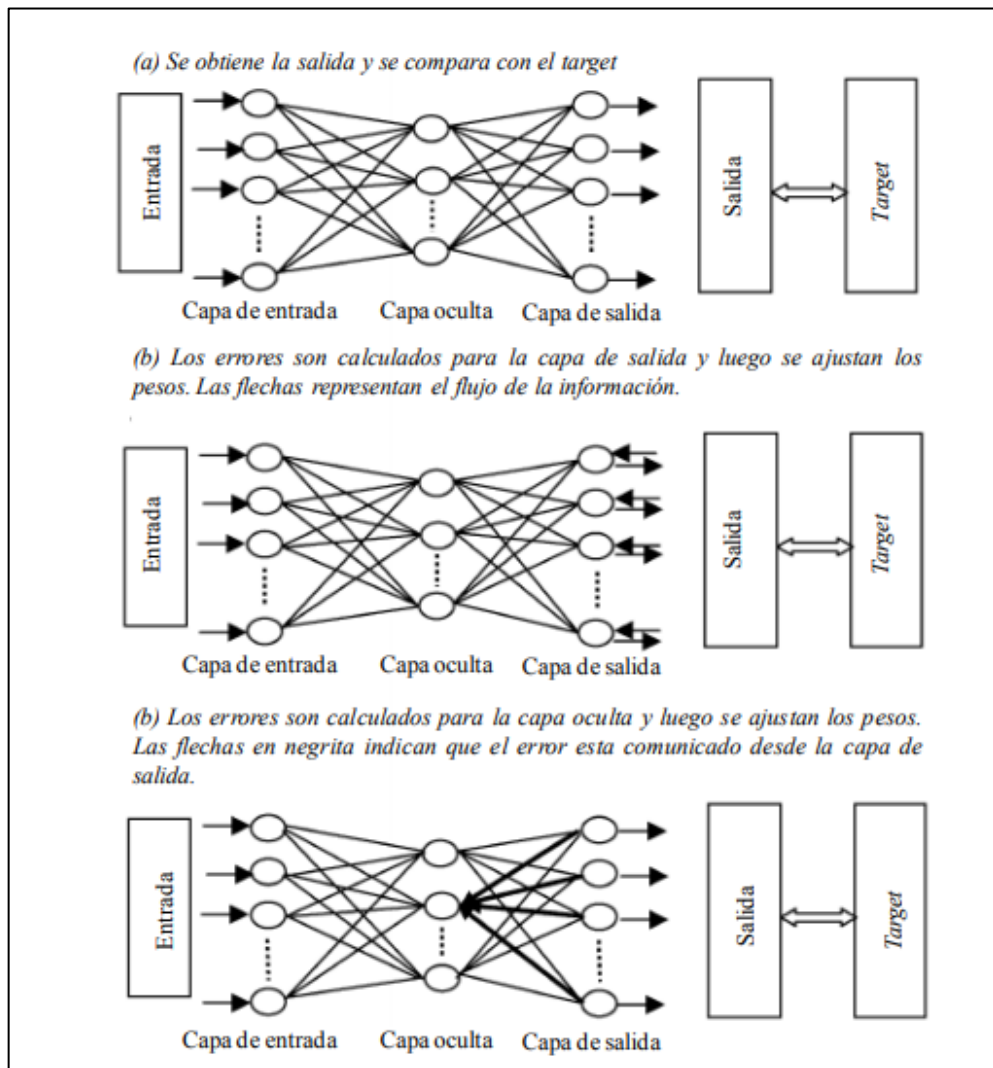 (a) Se obtiene la salida y se compara con el target
Entrada
Salida
Target
Capa de entrada Capa oculta Capa de salida
(b) Los errores son calculados para la capa de salida y luego se ajustan los
pesos. Las flechas representan el flujo de la información.
Entrada
Salida
Target
Capa de entrada Capa oculta Capa de salida
(b) Los errores son calculados para la capa oculta y luego se ajustan los pesos.
Las flechas en negrita indican que el error esta comunicado desde la capa de
salida.
Entrada
Salida
Target
Capa de entrada Capa oculta Capa de salida